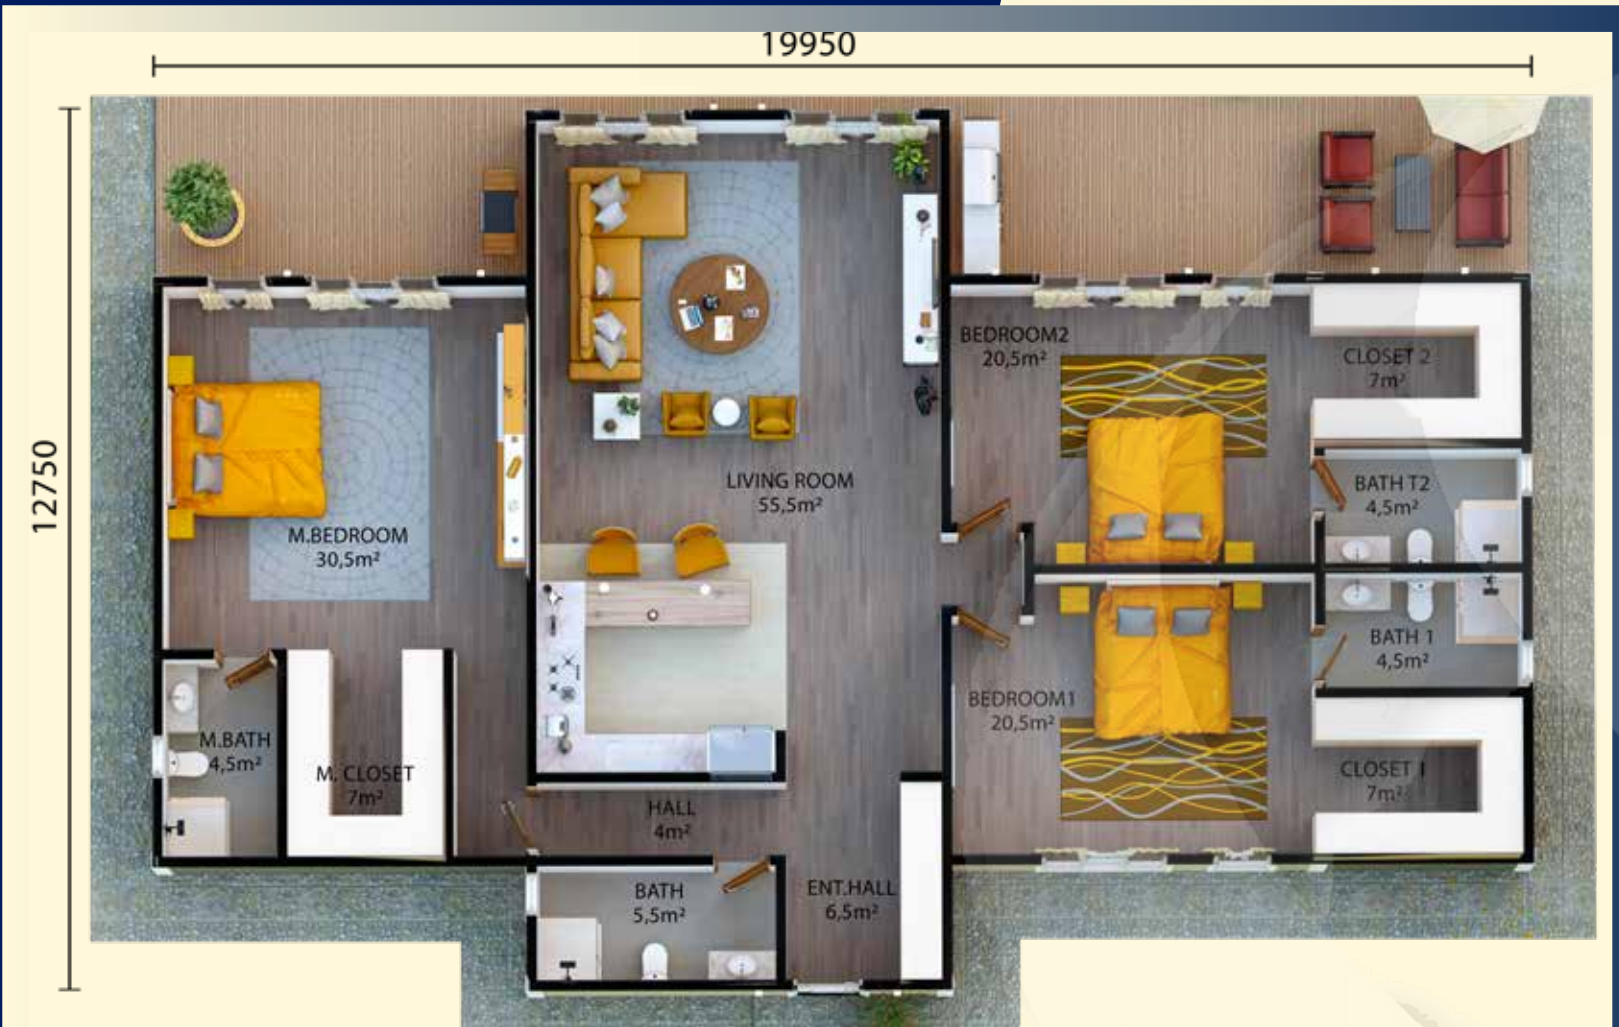 19950
12750
BEDROOM2
20,5m²
CLOSET 2
7m²
LIVING ROOM
55,5m²
BATH T2
4,5m²
M.BEDROOM
30,5m²
BATH 1
4,5m²
BEDROOM1
20,5m²
M.BATH
4,5m²
M. CLOSET
7m²
CLOSET 1
7m²
HALL
4m²
BATH
5,5m²
ENT.HALL
6,5m²